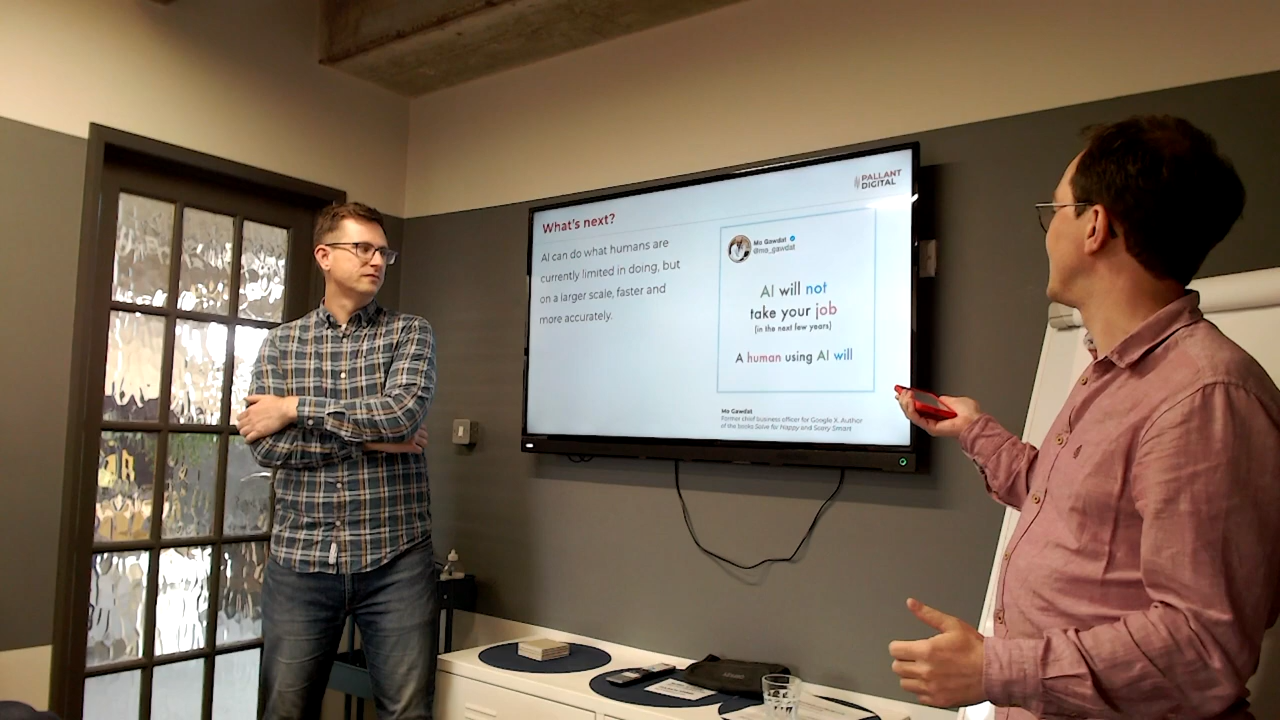 PALLANT
DIGITAL
What's next?
AI can do what humans are
currently limited in doing, but
on a larger scale, faster and
more accurately.
Mo Gawdat
@mo_gawdat
AI will not
take your job
(in the next few years)
A human using AI will
Mo Gawdat
Former chief business officer for Google X. Author
of the books Solve for Happy and Scary Smart